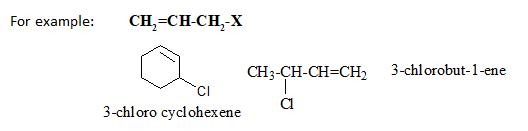 For example: CH₂=CH-CH₂-X
CH₃-CH-CH=CH₂ 3-chlorobut-1-ene
Cl
Cl
3-chloro cyclohexene